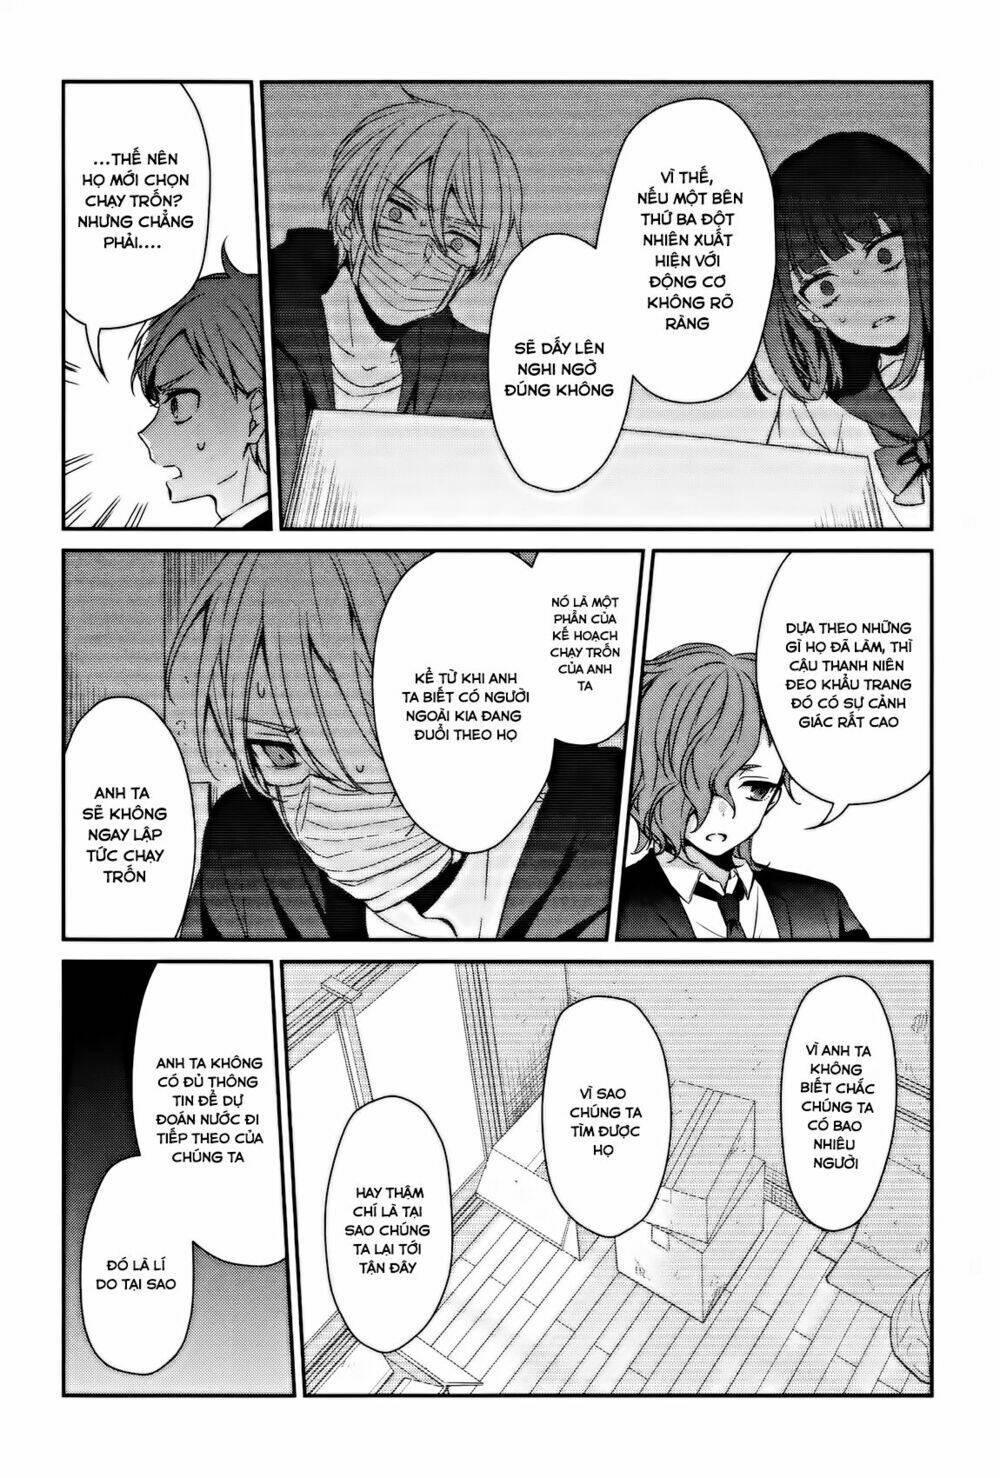 VÌ THẾ,
NẾU MỘT BÊN
THỨ BA ĐỘT
NHIÊN XUẤT
HIỆN VỚI
ĐỘNG CƠ
KHÔNG RÕ
RÀNG
SẼ DẤY LÊN
NGHI NGỜ
ĐÚNG KHÔNG
...THẾ NÊN
HỌ MỚI CHỌN
CHẠY TRỐN?
NHƯNG CHẲNG
PHẢI....
DỰA THEO NHỮNG
GÌ HỌ ĐÃ LÀM, THÌ
CẬU THANH NIÊN
ĐEO KHẨU TRANG
ĐÓ CÓ SỰ CẢNH
GIÁC RẤT CAO
NÓ LÀ MỘT
PHẦN CỦA
KẾ HOẠCH
CHẠY TRỐN
CỦA ANH
TA
KỂ TỪ KHI ANH
TA BIẾT CÓ NGƯỜI
NGOÀI KIA ĐANG
ĐUỔI THEO HỌ
ANH TA
SẼ KHÔNG
NGAY LẬP
TỨC CHẠY
TRỐN
VÌ ANH TA
KHÔNG
BIẾT CHẮC
CHÚNG TA
CÓ BAO
NHIÊU
NGƯỜI
VÌ SAO
CHÚNG TA
TÌM ĐƯỢC
HỌ
HAY THẬM
CHÍ LÀ TẠI
SAO CHÚNG
TA LẠI TỚI
TẬN ĐÂY
ANH TA KHÔNG
CÓ ĐỦ THÔNG
TIN ĐỂ DỰ
ĐOÁN NƯỚC ĐI
TIẾP THEO CỦA
CHÚNG TA
ĐÓ LÀ LÍ
DO TẠI SAO